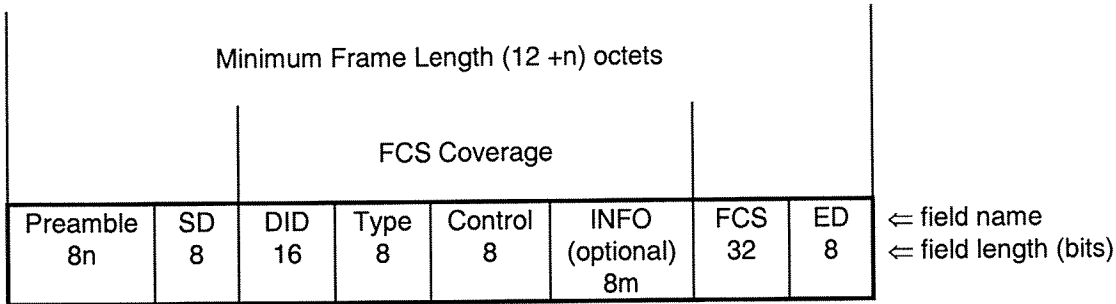 Minimum Frame Length (12 +n) octets
FCS Coverage
Preamble SD DID Type Control INFO FCS ED ⇐ field name
8n 8 16 8 8 (optional) 32 8 ⇐ field length (bits)
8m